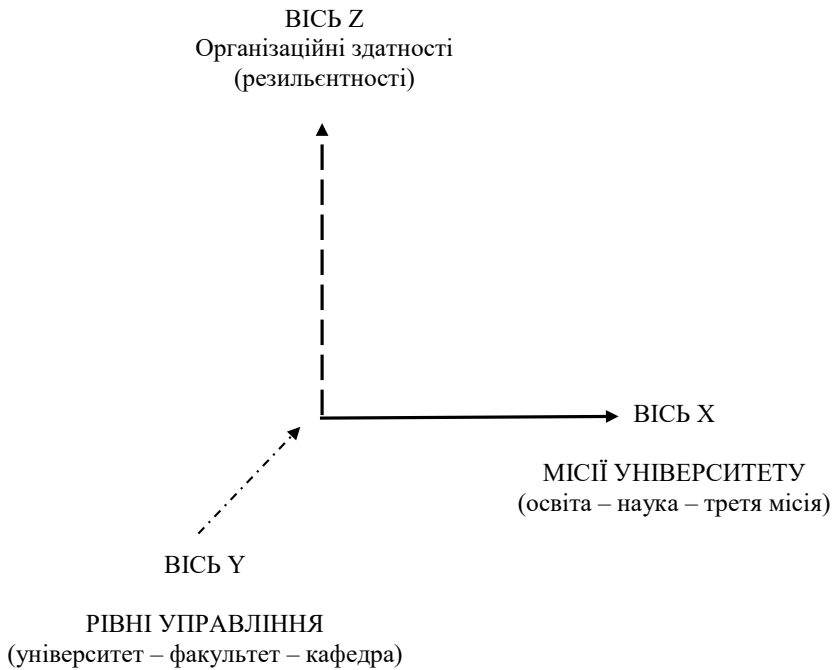 ВІСЬ Z
Організаційні здатності
(резильєнтності)
ВІСЬ X
МІСІЇ УНІВЕРСИТЕТУ
(освіта – наука – третя місія)
ВІСЬ Y
РІВНІ УПРАВЛІННЯ
(університет – факультет – кафедра)